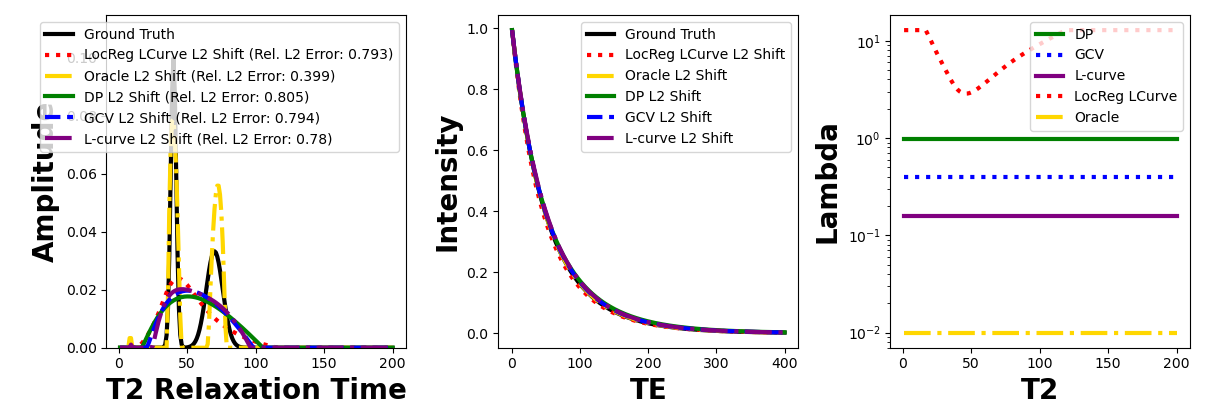 Ground Truth
LocReg LCurve L2 Shift (Rel. L2 Error: 0.793)
Oracle L2 Shift (Rel. L2 Error: 0.399)
DP L2 Shift (Rel. L2 Error: 0.805)
GCV L2 Shift (Rel. L2 Error: 0.794)
L-curve L2 Shift (Rel. L2 Error: 0.78)
Amplitude
0.10
0.08
0.06
0.04
0.02
0.00
0 50 100 150 200
T2 Relaxation Time
Ground Truth
LocReg LCurve L2 Shift
Oracle L2 Shift
DP L2 Shift
GCV L2 Shift
L-curve L2 Shift
Intensity
1.0
0.8
0.6
0.4
0.2
0.0
0 100 200 300 400
TE
DP
GCV
L-curve
LocReg LCurve
Oracle
Lambda
10¹
10⁰
10⁻¹
10⁻²
0 50 100 150 200
T2